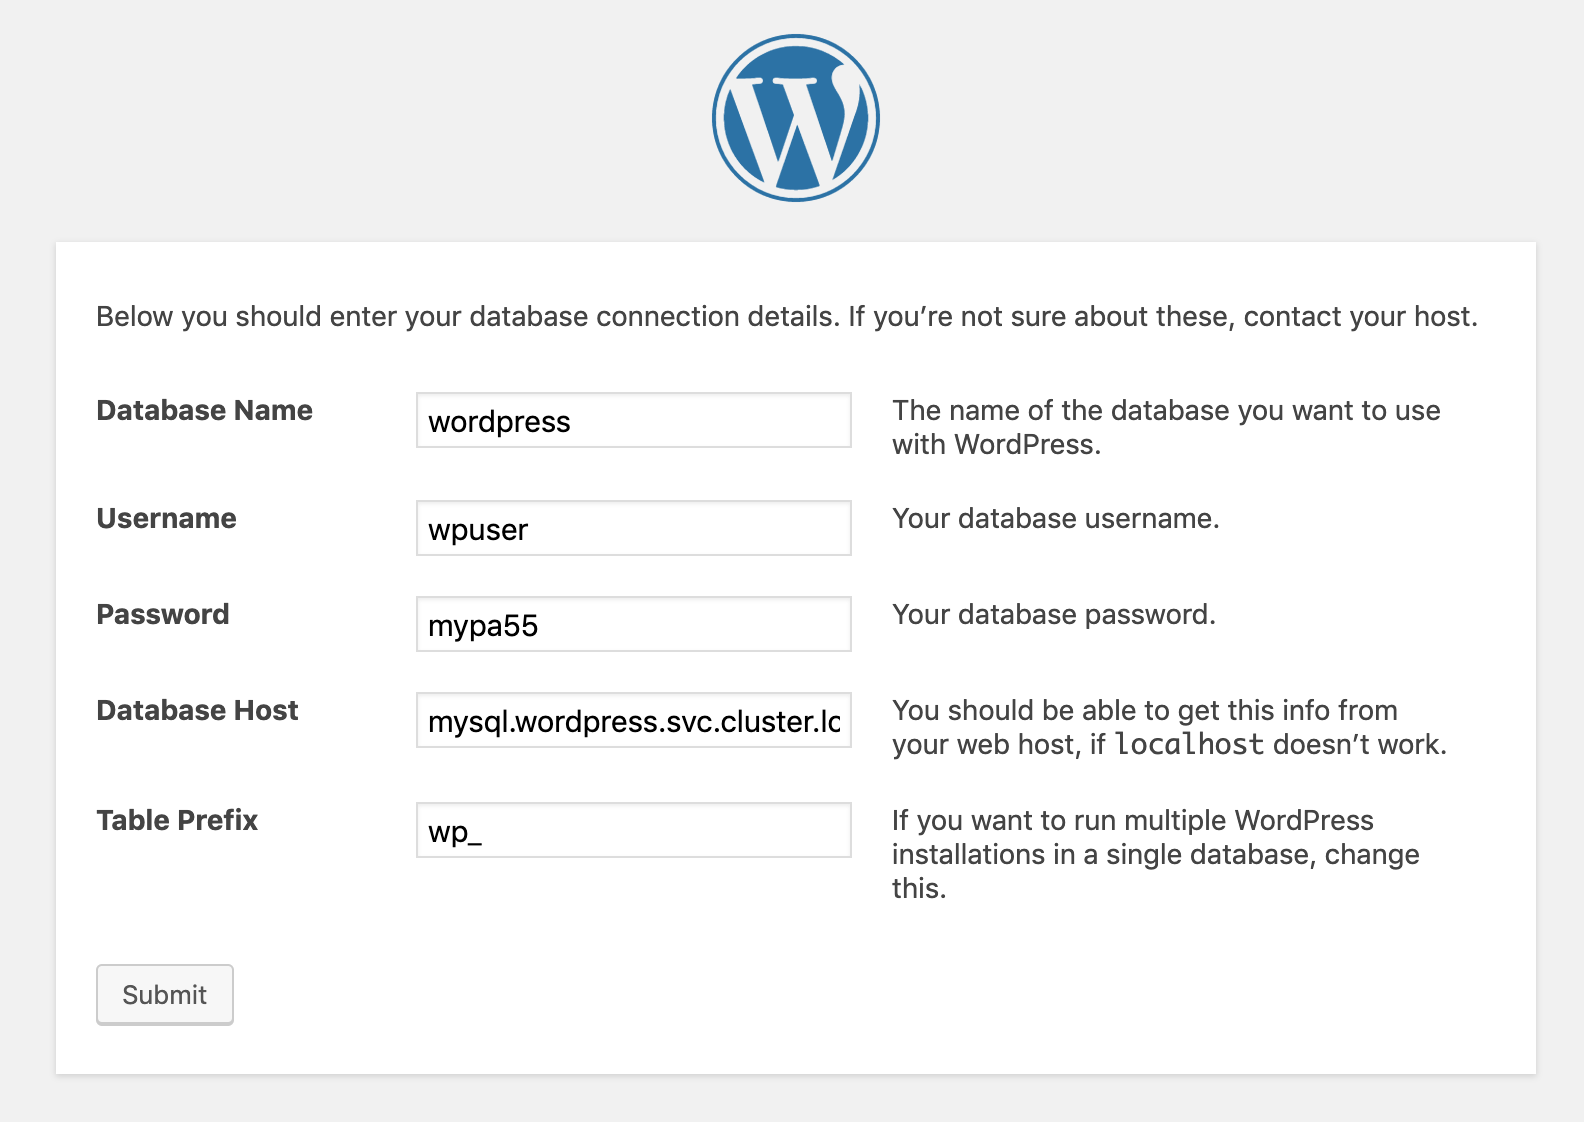 Below you should enter your database connection details. If you’re not sure about these, contact your host.
Database Name
wordpress
The name of the database you want to use
with WordPress.
Username
wpuser
Your database username.
Password
mypa55
Your database password.
Database Host
mysql.wordpress.svc.cluster.lo
You should be able to get this info from
your web host, if localhost doesn’t work.
Table Prefix
wp_
If you want to run multiple WordPress
installations in a single database, change
this.
Submit